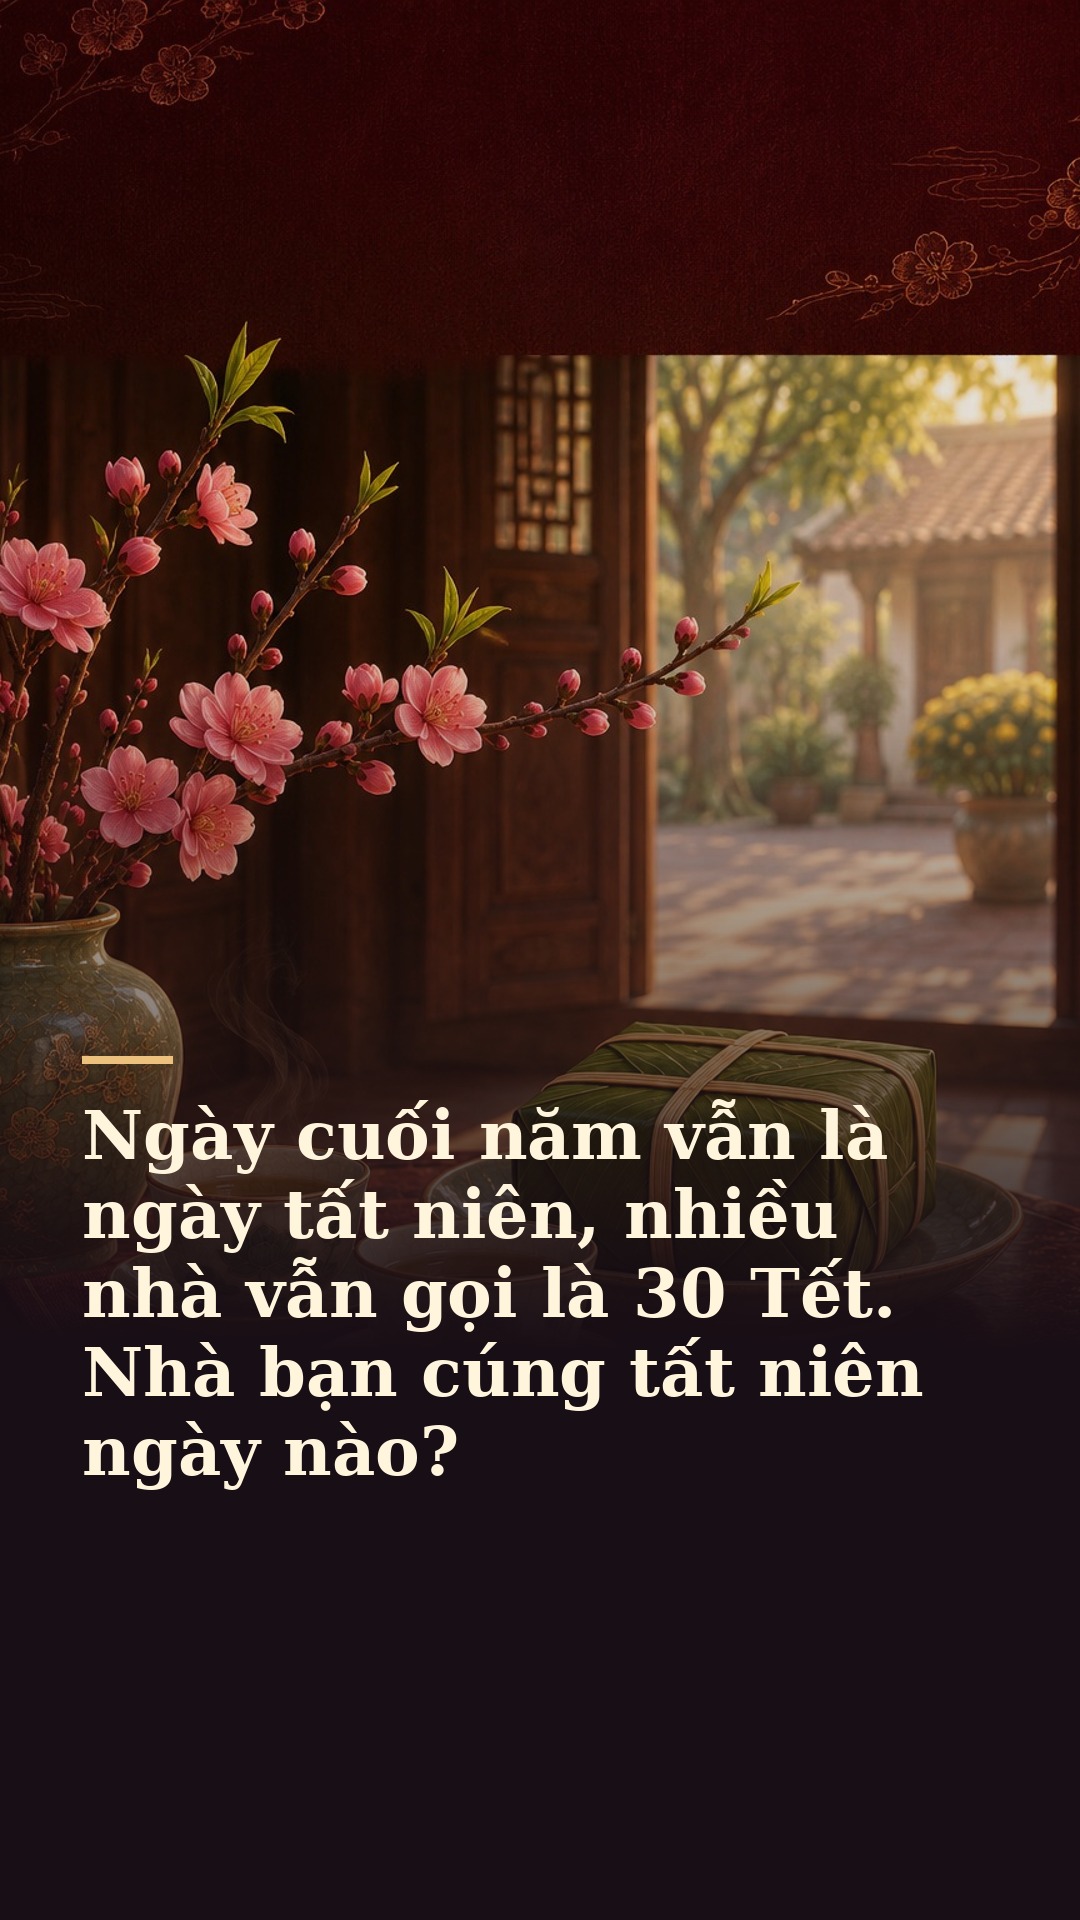 Ngày cuối năm vẫn là
ngày tất niên, nhiều
nhà vẫn gọi là 30 Tết.
Nhà bạn cúng tất niên
ngày nào?